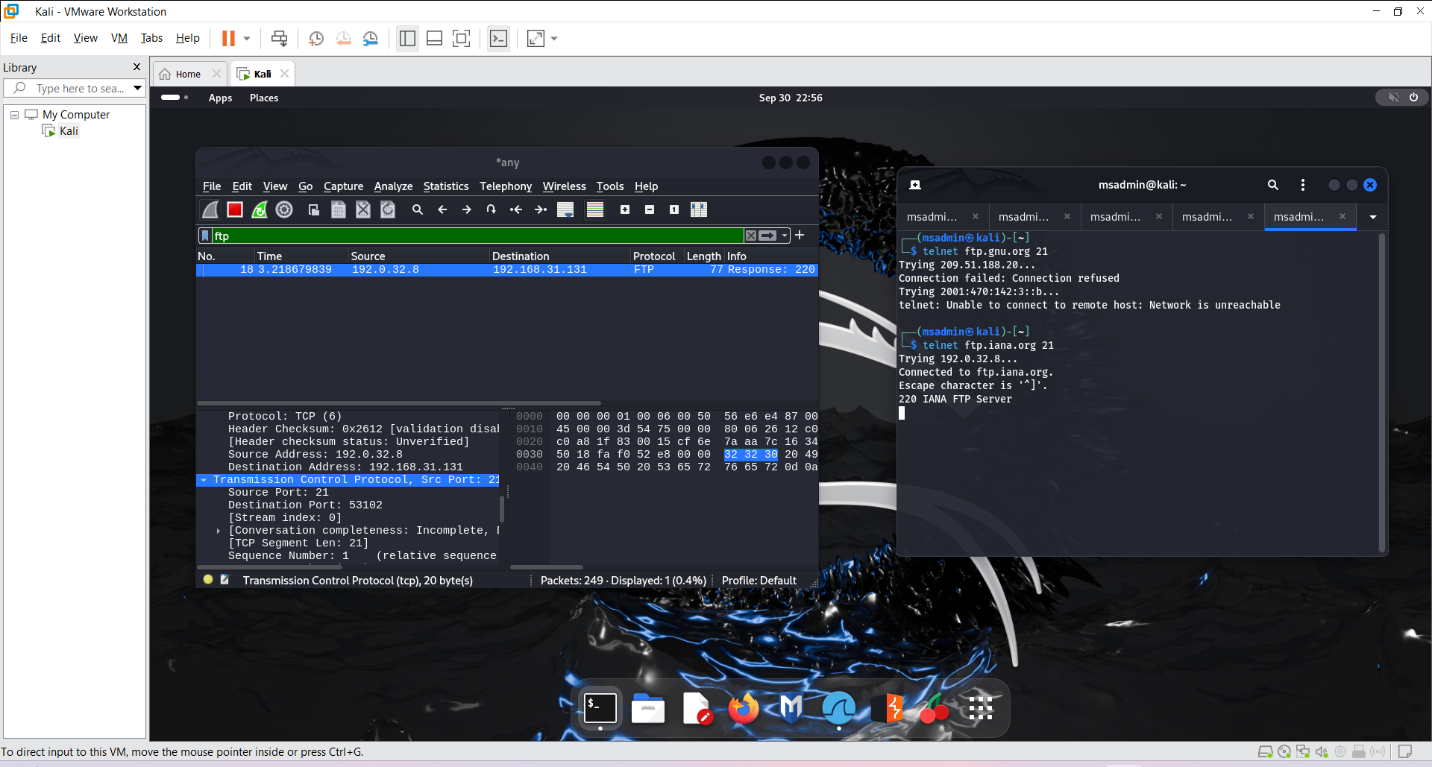 Kali - VMware Workstation
File Edit View VM Tabs Help
Library
Type here to sea...
My Computer
Kali
Home
Kali
Apps Places
Sep 30 22:56
*any
File Edit View Go Capture Analyze Statistics Telephony Wireless Tools Help
ftp
No. Time Source Destination Protocol Length Info
18 3.218679839 192.0.32.8 192.168.31.131 FTP 77 Response: 220
Protocol: TCP (6)
Header Checksum: 0x2612 [validation disab
[Header checksum status: Unverified]
Source Address: 192.0.32.8
Destination Address: 192.168.31.131
Transmission Control Protocol, Src Port: 21
Source Port: 21
Destination Port: 53102
[Stream index: 0]
[Conversation completeness: Incomplete,
[TCP Segment Len: 21]
Sequence Number: 1 (relative sequence
0000 00 00 00 01 00 06 00 50 56 e6 e4 87 00
0010 45 00 00 3d 54 75 00 00 80 06 26 12 c0
0020 c0 a8 1f 83 00 15 cf 6e 7a aa 7c 16 34
0030 50 18 fa f0 52 e8 00 00 32 32 30 20 49
0040 20 46 54 50 20 53 65 72 76 65 72 0d 0a
Transmission Control Protocol (tcp), 20 byte(s)
Packets: 249 · Displayed: 1 (0.4%)
Profile: Default
msadmin@kali: ~
msadmi... msadmi... msadmi... msadmi... msadmi...
┌──(msadmin㉿kali)-[~]
└─$ telnet ftp.gnu.org 21
Trying 209.51.188.20...
Connection failed: Connection refused
Trying 2001:470:142:3::b...
telnet: Unable to connect to remote host: Network is unreachable
┌──(msadmin㉿kali)-[~]
└─$ telnet ftp.iana.org 21
Trying 192.0.32.8...
Connected to ftp.iana.org.
Escape character is '^]'.
220 IANA FTP Server
To direct input to this VM, move the mouse pointer inside or press Ctrl+G.